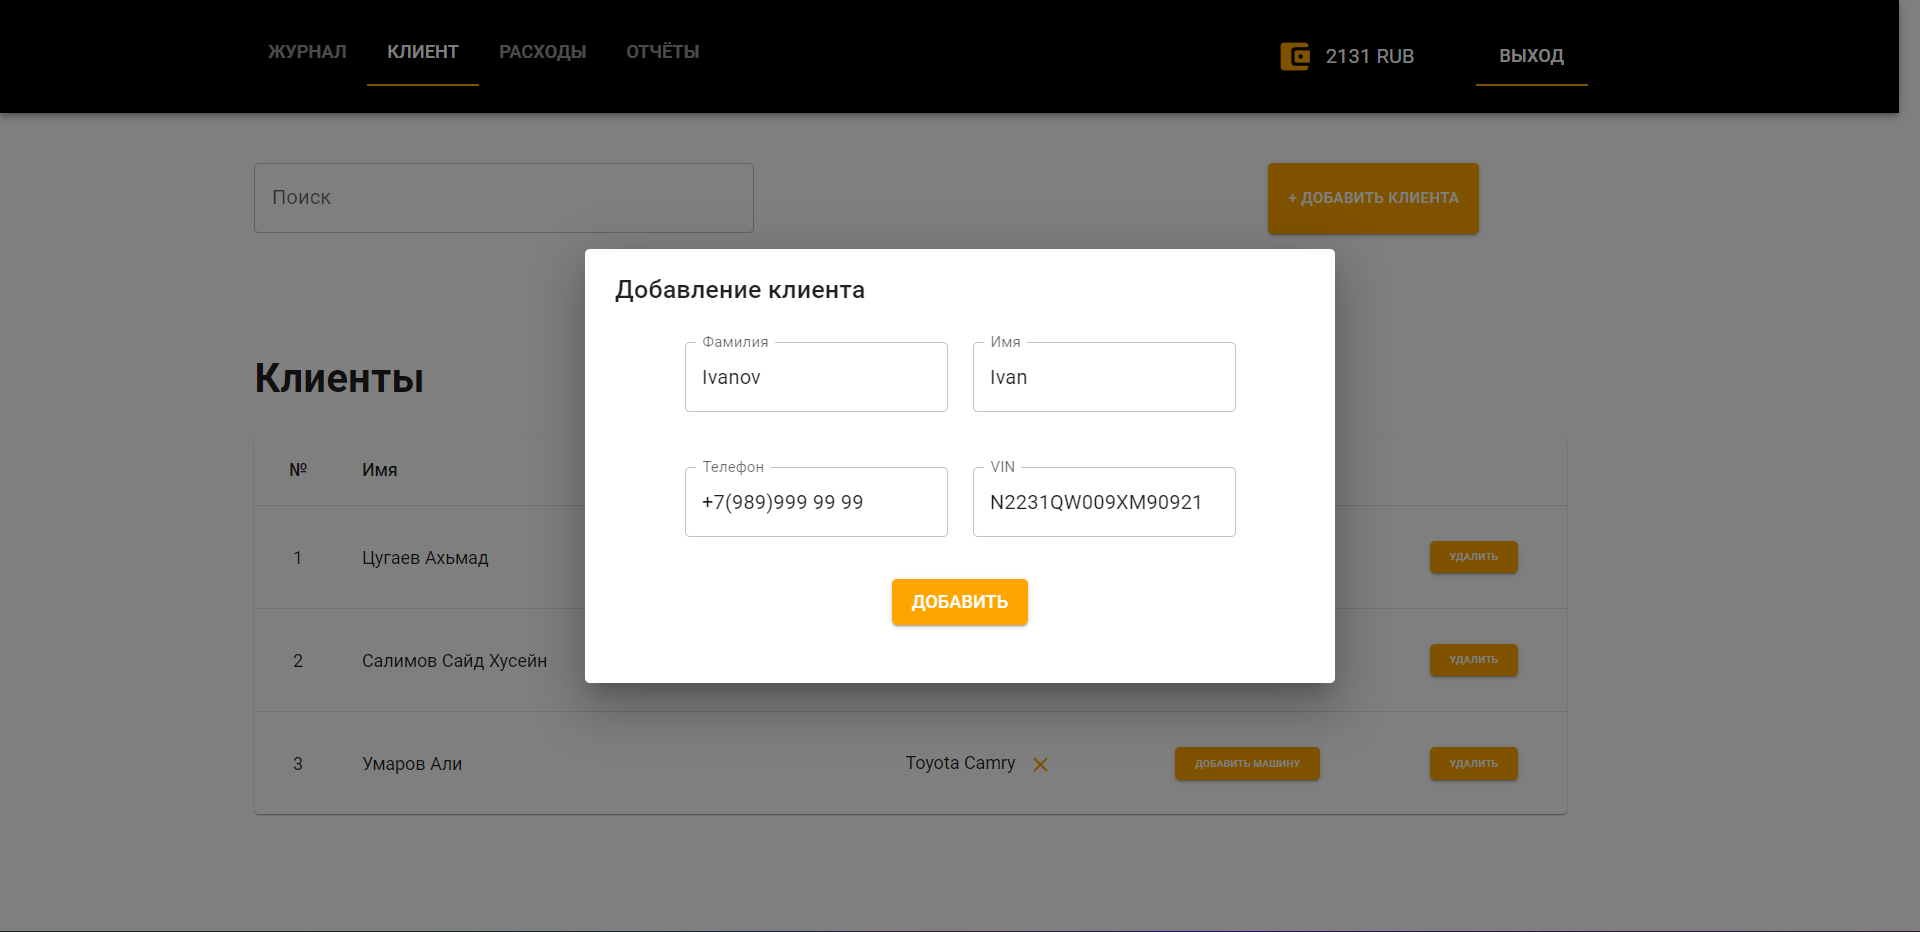 ЖУРНАЛ КЛИЕНТ РАСХОДЫ ОТЧЁТЫ 2131 RUB ВЫХОД
Поиск + ДОБАВИТЬ КЛИЕНТА
Добавление клиента
Фамилия Имя
Ivanov Ivan
Телефон VIN
+7(989)999 99 99 N2231QW009XM90921
ДОБАВИТЬ
Клиенты
№ Имя
1 Цугаев Ахьмад УДАЛИТЬ
2 Салимов Сайд Хусейн УДАЛИТЬ
3 Умаров Али Toyota Camry ДОБАВИТЬ МАШИНУ УДАЛИТЬ